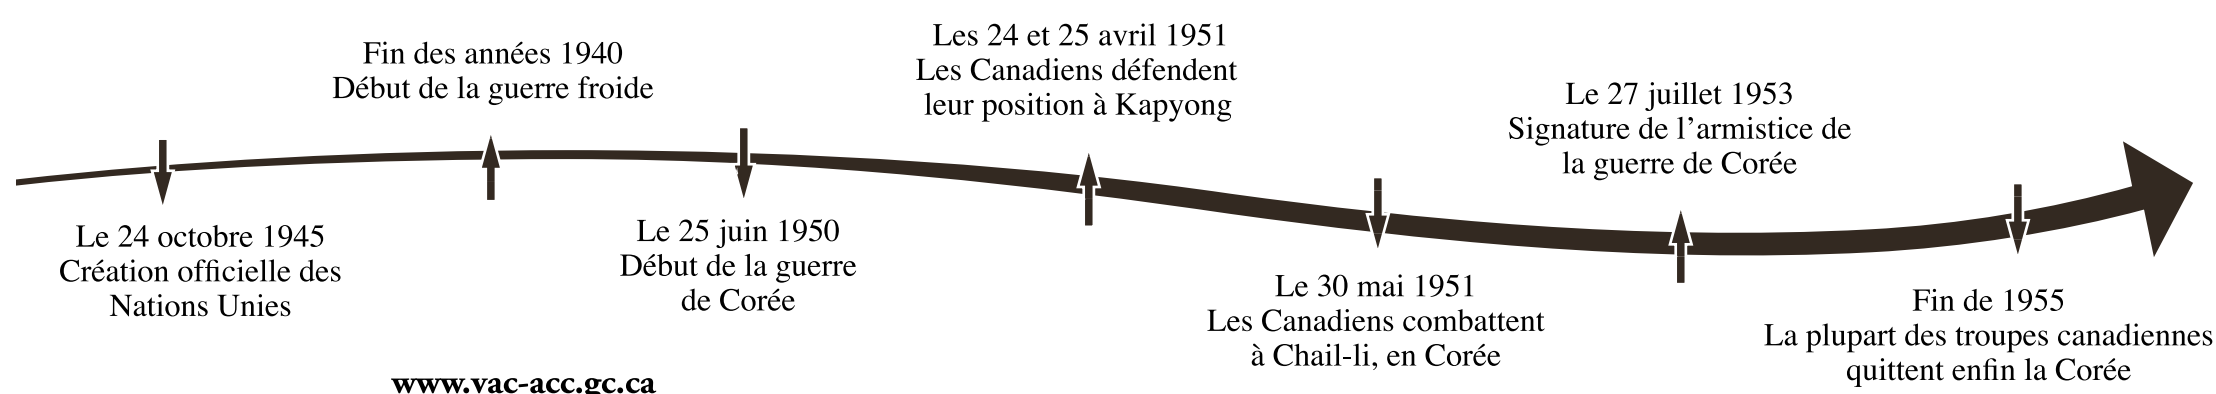 Le 24 octobre 1945
Création officielle des
Nations Unies
Fin des années 1940
Début de la guerre froide
Le 25 juin 1950
Début de la guerre
de Corée
Les 24 et 25 avril 1951
Les Canadiens défendent
leur position à Kapyong
Le 30 mai 1951
Les Canadiens combattent
à Chail-li, en Corée
Le 27 juillet 1953
Signature de l’armistice de
la guerre de Corée
Fin de 1955
La plupart des troupes canadiennes
quittent enfin la Corée
www.vac-acc.gc.ca